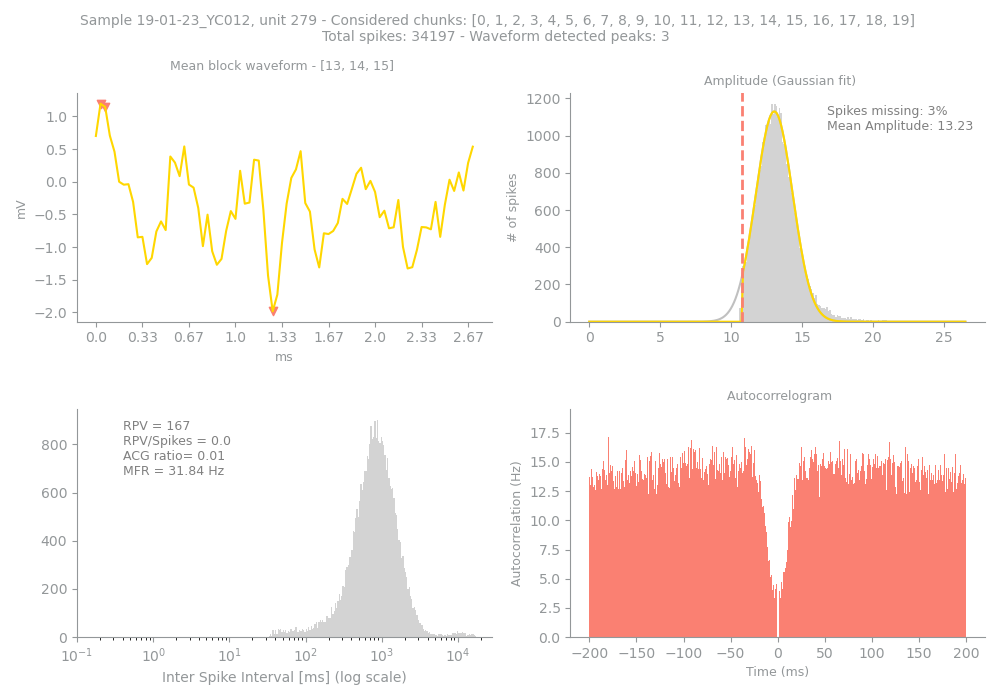 Sample 19-01-23_YC012, unit 279 - Considered chunks: [0, 1, 2, 3, 4, 5, 6, 7, 8, 9, 10, 11, 12, 13, 14, 15, 16, 17, 18, 19]
Total spikes: 34197 - Waveform detected peaks: 3
Mean block waveform - [13, 14, 15]
1.0
0.5
0.0
−0.5
−1.0
−1.5
−2.0
mV
0.0 0.33 0.67 1.0 1.33 1.67 2.0 2.33 2.67
ms
Amplitude (Gaussian fit)
Spikes missing: 3%
Mean Amplitude: 13.23
1200
1000
800
600
400
200
0
# of spikes
0 5 10 15 20 25
RPV = 167
RPV/Spikes = 0.0
ACG ratio= 0.01
MFR = 31.84 Hz
800
600
400
200
0
10⁻¹ 10⁰ 10¹ 10² 10³ 10⁴
Inter Spike Interval [ms] (log scale)
Autocorrelogram
17.5
15.0
12.5
10.0
7.5
5.0
2.5
0.0
Autocorrelation (Hz)
−200 −150 −100 −50 0 50 100 150 200
Time (ms)